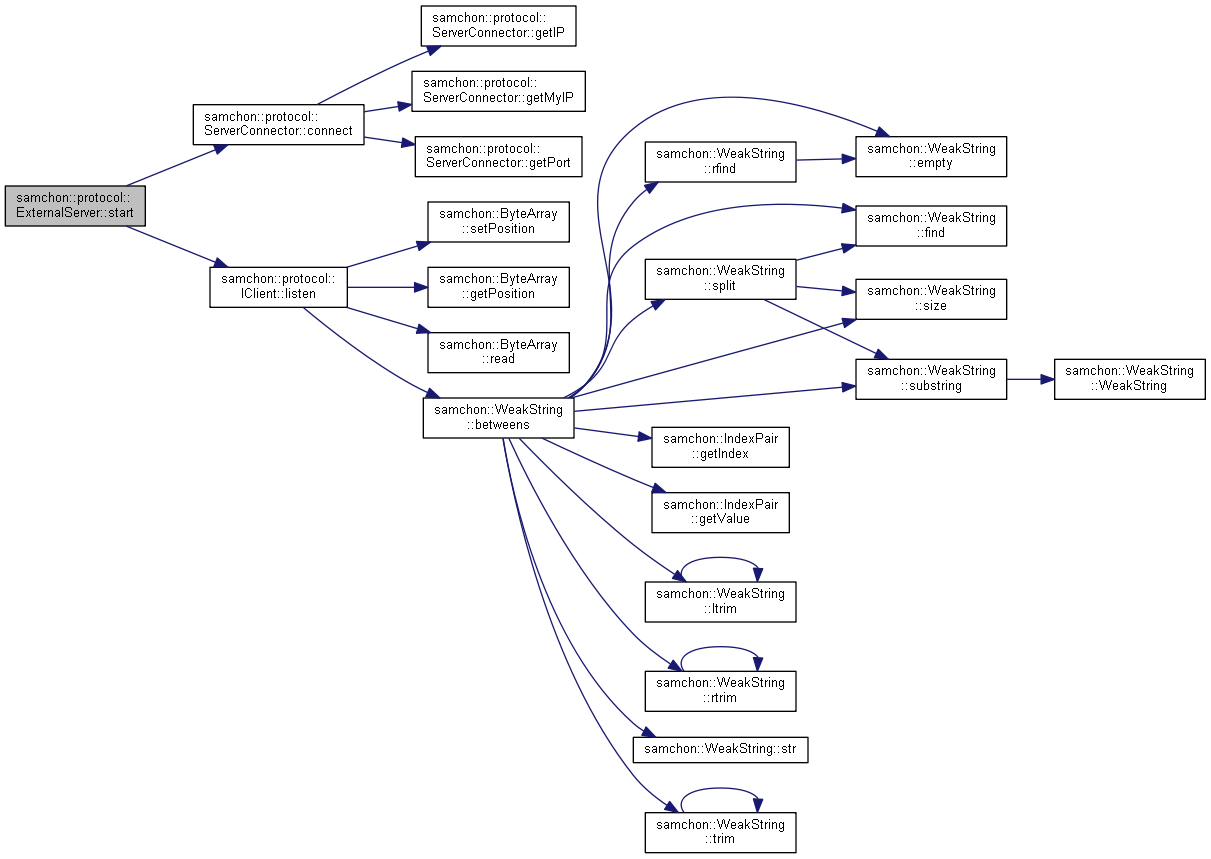 samchon::protocol::
ExternalServer::start
samchon::protocol::
ServerConnector::connect
samchon::protocol::
ServerConnector::getIP
samchon::protocol::
ServerConnector::getMyIP
samchon::protocol::
ServerConnector::getPort
samchon::protocol::
IClient::listen
samchon::ByteArray
::setPosition
samchon::ByteArray
::getPosition
samchon::ByteArray
::read
samchon::WeakString
::betweens
samchon::WeakString
::rfind
samchon::WeakString
::empty
samchon::WeakString
::find
samchon::WeakString
::split
samchon::WeakString
::size
samchon::WeakString
::substring
samchon::WeakString
::WeakString
samchon::IndexPair
::getIndex
samchon::IndexPair
::getValue
samchon::WeakString
::ltrim
samchon::WeakString
::rtrim
samchon::WeakString::str
samchon::WeakString
::trim